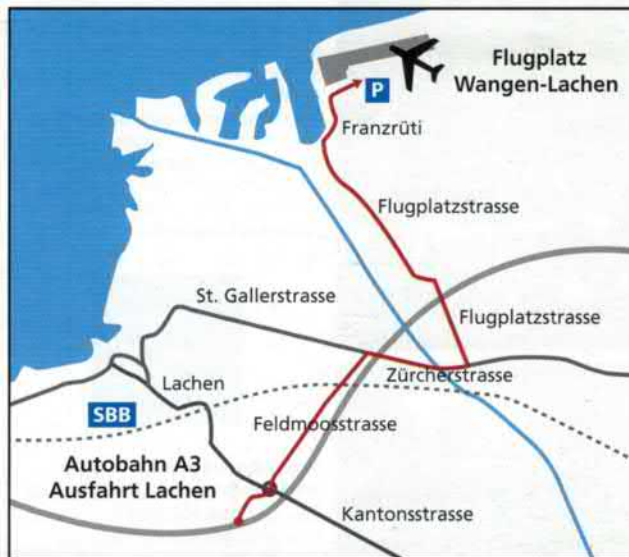 Flugplatz
Wangen-Lachen
P
Franzrüti
Flugplatzstrasse
St. Gallerstrasse
Flugplatzstrasse
Zürcherstrasse
Lachen
SBB
Feldmoosstrasse
Autobahn A3
Ausfahrt Lachen
Kantonsstrasse